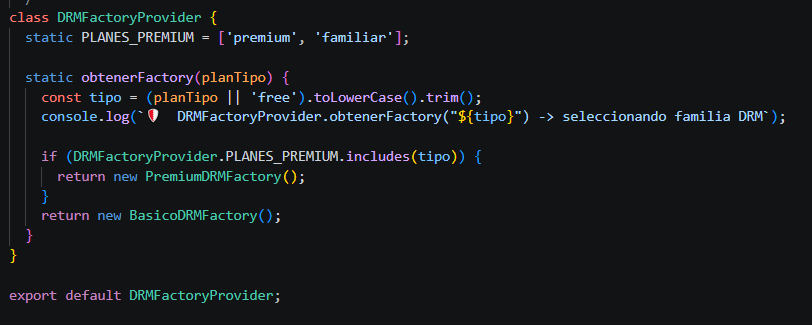 class DRMFactoryProvider {
  static PLANES_PREMIUM = ['premium', 'familiar'];

  static obtenerFactory(planTipo) {
    const tipo = (planTipo || 'free').toLowerCase().trim();
    console.log(`🛡️  DRMFactoryProvider.obtenerFactory("${tipo}") -> seleccionando familia DRM`);

    if (DRMFactoryProvider.PLANES_PREMIUM.includes(tipo)) {
      return new PremiumDRMFactory();
    }
    return new BasicoDRMFactory();
  }
}

export default DRMFactoryProvider;